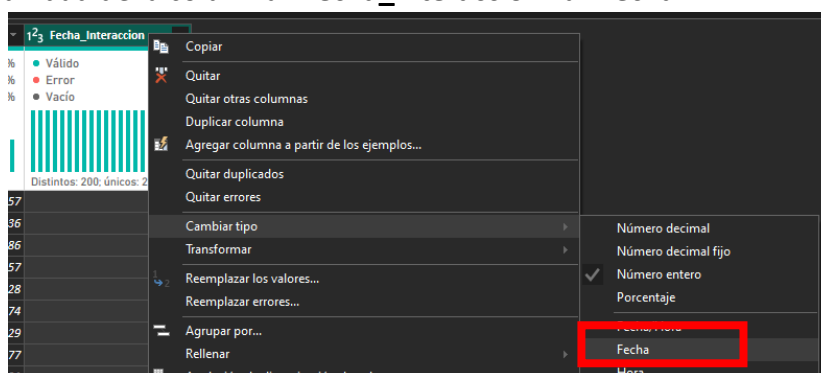 1²3 Fecha_Interaccion
% Válido
% Error
% Vacío
Distintos: 200; únicos: 2
57
36
86
57
28
74
29
77
Copiar
Quitar
Quitar otras columnas
Duplicar columna
Agregar columna a partir de los ejemplos...
Quitar duplicados
Quitar errores
Cambiar tipo
Transformar
Reemplazar los valores...
Reemplazar errores...
Agrupar por...
Rellenar
Número decimal
Número decimal fijo
Número entero
Porcentaje
Fecha